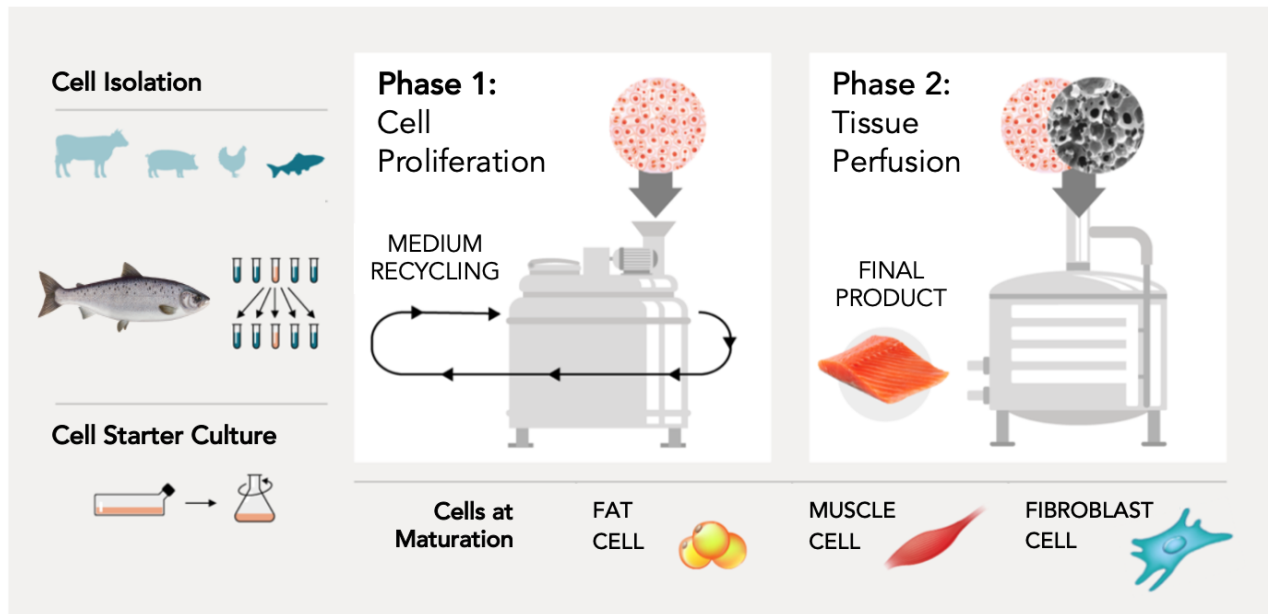 Cell Isolation
Cell Starter Culture
Phase 1:
Cell
Proliferation
MEDIUM
RECYCLING
Phase 2:
Tissue
Perfusion
FINAL
PRODUCT
Cells at
Maturation
FAT
CELL
MUSCLE
CELL
FIBROBLAST
CELL